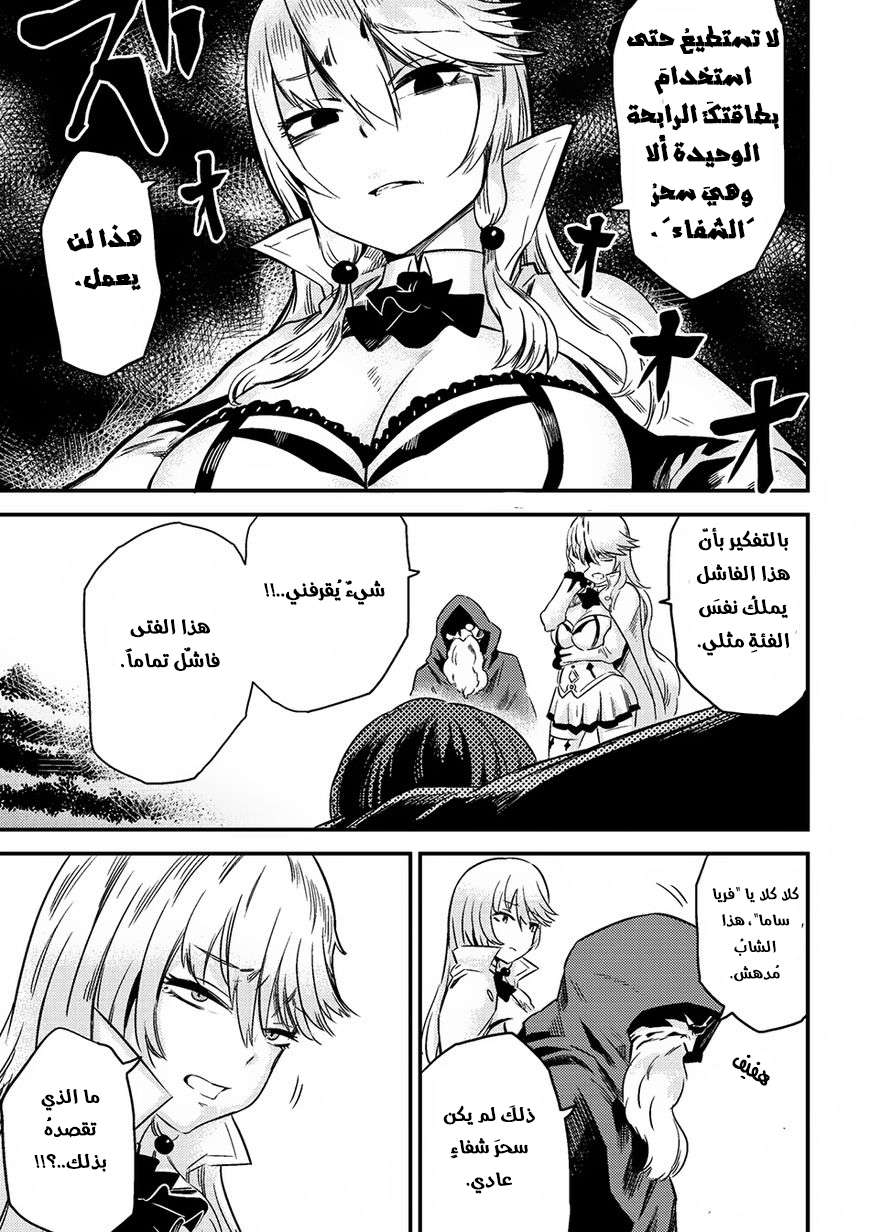 لا تستطيعُ حتى
استخدامَ
بطاقتكَ الرابحة
الوحيدة ألا
وهيَ سحرُ
َ"الشفاء"َ.
هذا لن
يعمل.
بالتفكير بأنّ
هذا الفاشل
يملكُ نفسَ
الفئةِ مثلي.
شيءٌ يُقرفني..!!
هذا الفتى
فاشّل تماماً.
كلا كلا يا "فريا
ساما"، هذا
الشابُ
مُدهش.
هفيف
ذلكَ لم يكن
سحرَ شفاءٍ
عادي.
ما الذي
تقصدهُ
بذلك..؟!!